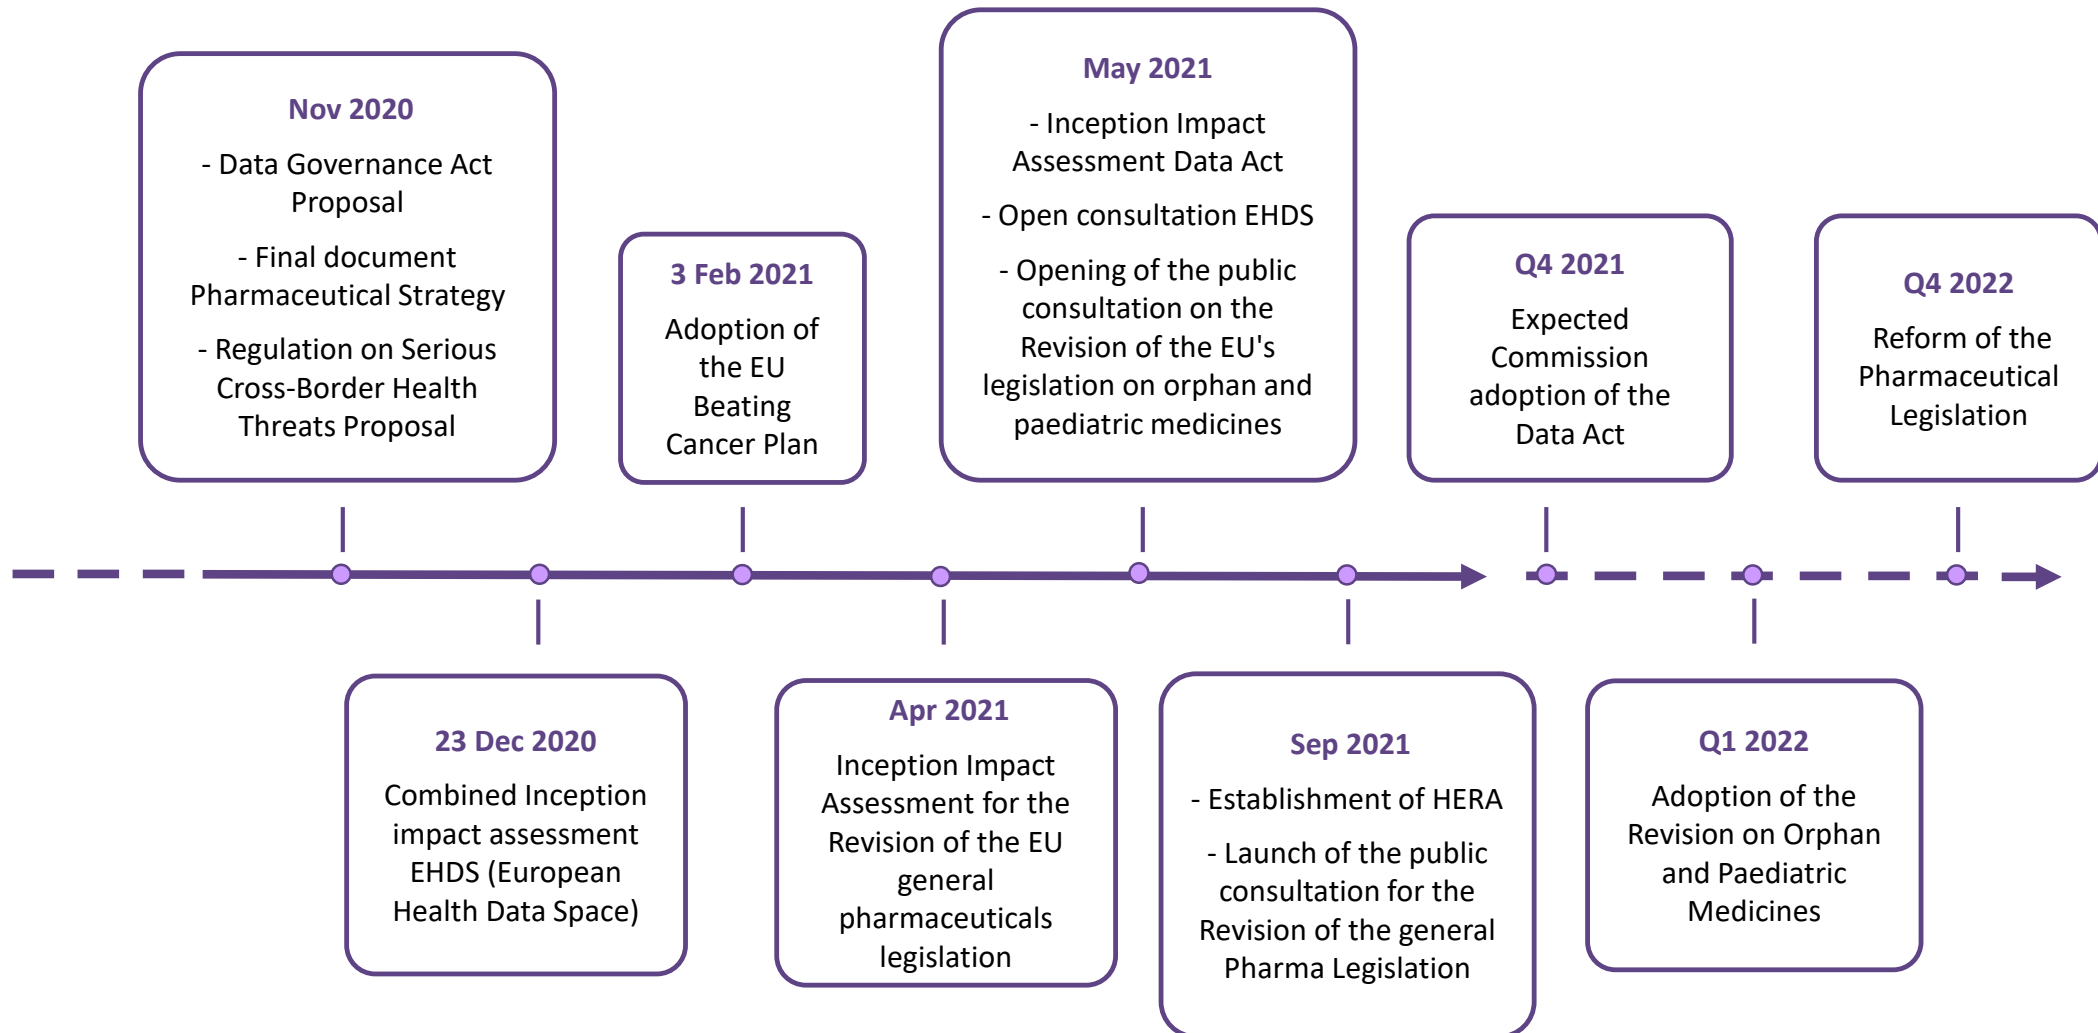 Nov 2020
- Data Governance Act
Proposal
- Final document
Pharmaceutical Strategy
- Regulation on Serious
Cross-Border Health
Threats Proposal
23 Dec 2020
Combined Inception
impact assessment
EHDS (European
Health Data Space)
3 Feb 2021
Adoption of
the EU
Beating
Cancer Plan
Apr 2021
Inception Impact
Assessment for the
Revision of the EU
general
pharmaceuticals
legislation
May 2021
- Inception Impact
Assessment Data Act
- Open consultation EHDS
- Opening of the public
consultation on the
Revision of the EU's
legislation on orphan and
paediatric medicines
Sep 2021
- Establishment of HERA
- Launch of the public
consultation for the
Revision of the general
Pharma Legislation
Q4 2021
Expected
Commission
adoption of the
Data Act
Q1 2022
Adoption of the
Revision on Orphan
and Paediatric
Medicines
Q4 2022
Reform of the
Pharmaceutical
Legislation